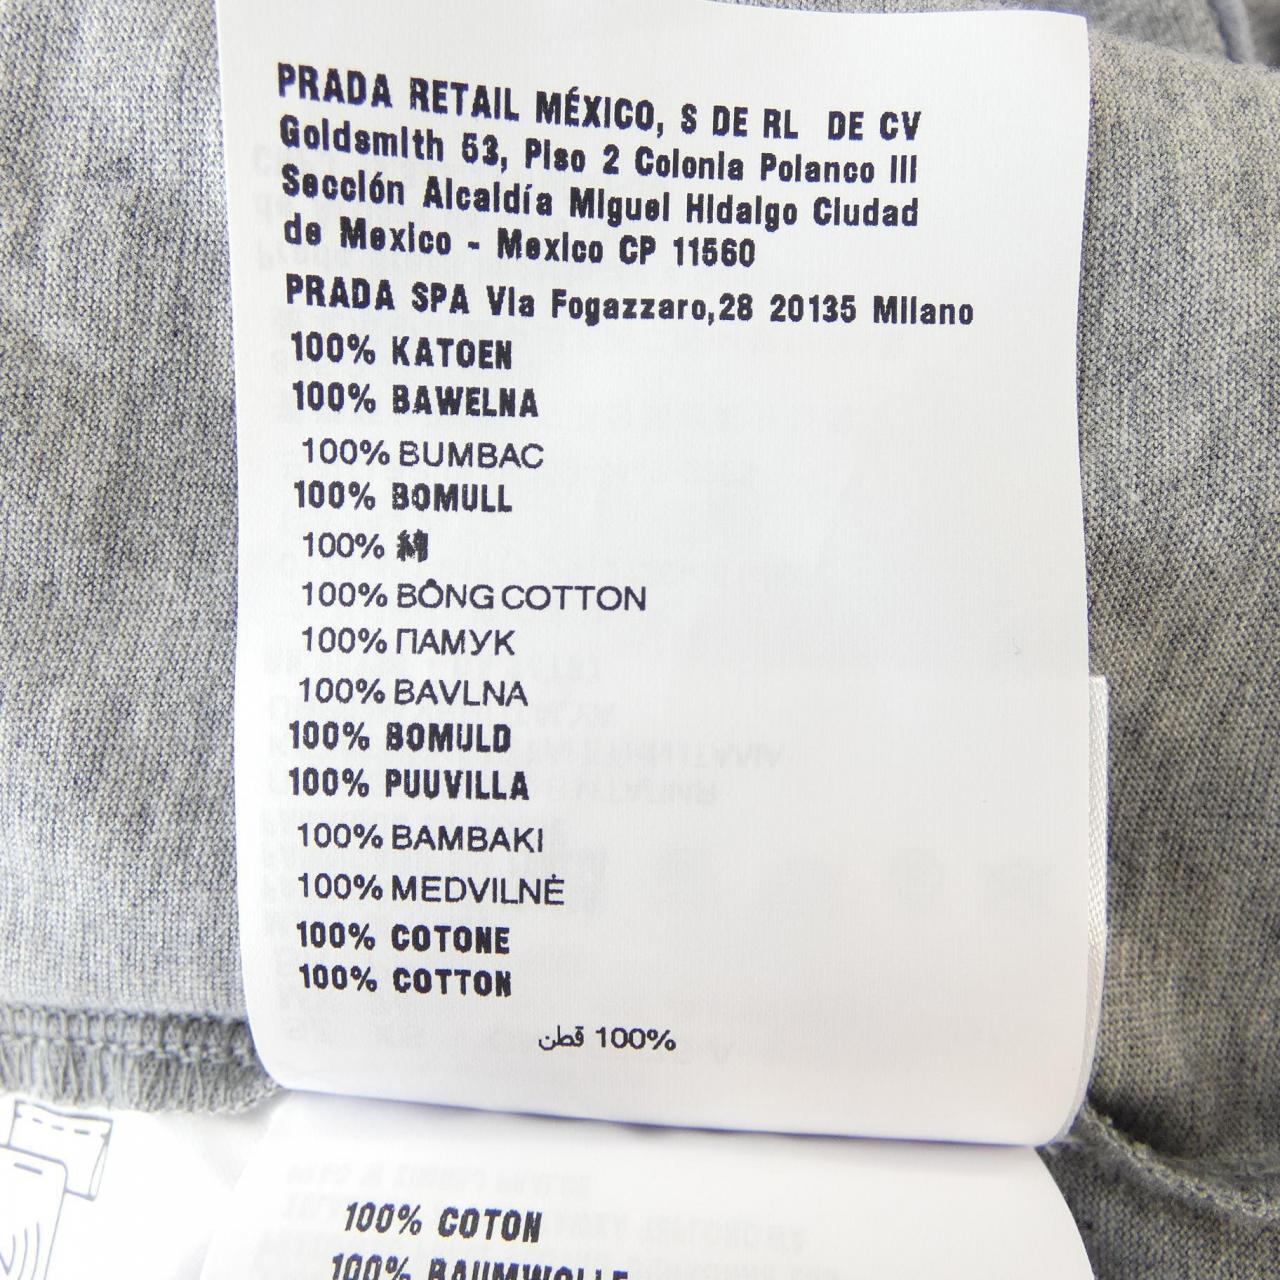 PRADA RETAIL MÉXICO, S DE RL DE CV
Goldsmith 53, Piso 2 Colonia Polanco III
Sección Alcaldía Miguel Hidalgo Ciudad
de Mexico - Mexico CP 11560
PRADA SPA Via Fogazzaro,28 20135 Milano
100% KATOEN
100% BAWELNA
100% BUMBAC
100% BOMULL
100% 綿
100% BÔNG COTTON
100% ПАМУК
100% BAVLNA
100% BOMULD
100% PUUVILLA
100% BAMBAKI
100% MEDVILNĖ
100% COTONE
100% COTTON
100% قطن
100% COTON
100% BAUMWOLLE